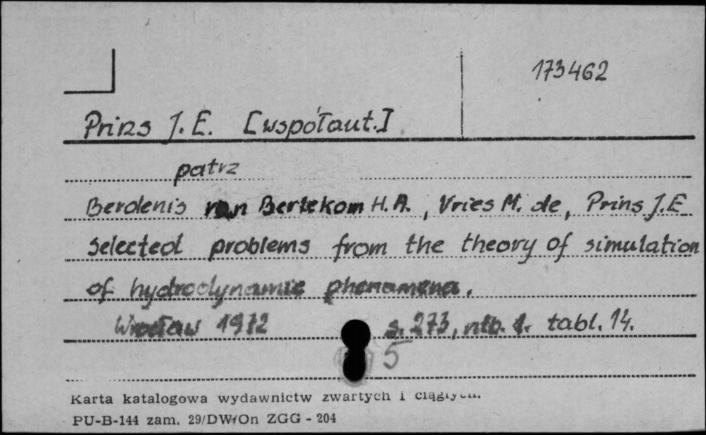 173462
Prins J. E. [współaut.]
patrz
Berdenis van Berlekom H. A., Vries M. de, Prins J. E
Selected problems from the theory of simulation
of hydrodynamic phenomena.
Wrocław 1972 s. 273, nlb. 1. tabl. 14.
5
Karta katalogowa wydawnictw zwartych i ciągłych.
PU-B-144 zam. 29/DWfOn ZGG - 204